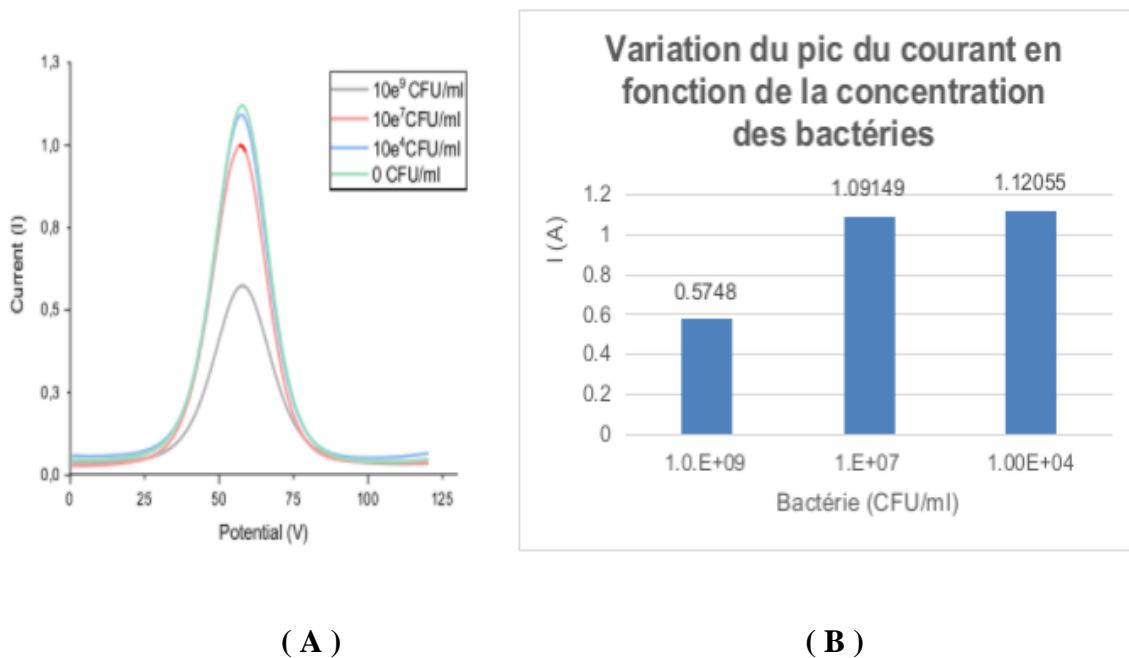 1,3
1,0
0,8
0,5
0,3
0,0
Current (I)
0
25
50
75
100
125
Potential (V)
10e⁹ CFU/ml
10e⁷CFU/ml
10e⁴CFU/ml
0 CFU/ml
Variation du pic du courant en
fonction de la concentration
des bactéries
I (A)
1.2
1
0.8
0.6
0.4
0.2
0
0.5748
1.09149
1.12055
1.0.E+09
1.E+07
1.00E+04
Bactérie (CFU/ml)
( A )
( B )